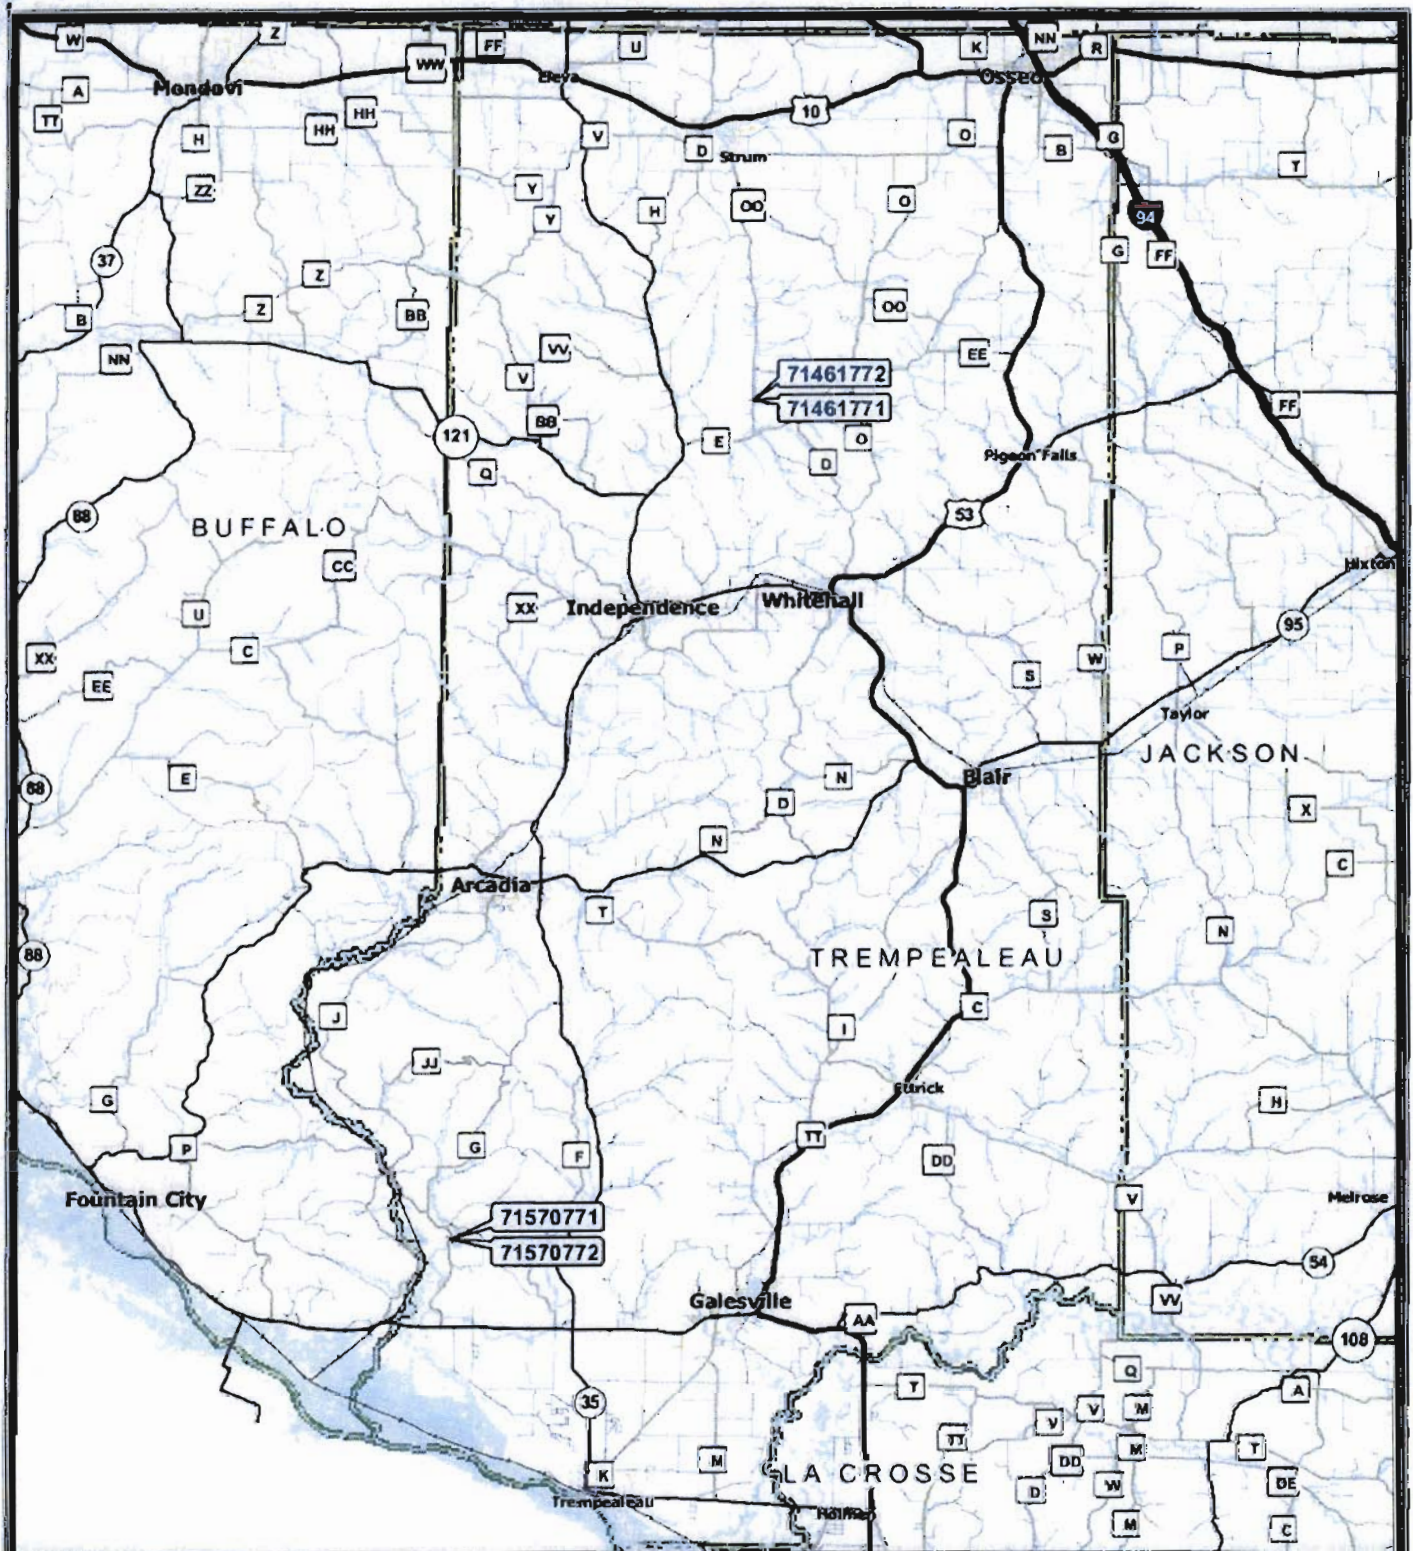 W
Z
WW
FF
U
K
NN
R
Mondovi
Eleva
Osseo
A
TT
H
HH
HH
V
D
Strum
10
O
B
G
T
ZZ
Y
Y
H
OO
O
94
G
FF
37
Z
Z
BB
B
NN
OO
VV
V
EE
71461772
71461771
BB
121
E
O
FF
Q
D
Pigeon Falls
88
BUFFALO
53
CC
Hixton
U
XX
Independence
Whitehall
95
XX
C
EE
W
P
S
Taylor
JACKSON
88
E
N
Blair
D
X
N
C
Arcadia
T
S
N
88
TREMPEALEAU
J
C
I
JJ
Ettrick
G
H
P
G
F
TT
DD
Fountain City
V
Melrose
71570771
71570772
54
Galesville
AA
VV
108
Q
T
A
35
V
V
M
TT
M
T
M
K
LA CROSSE
DD
W
DE
D
Trempealeau
Holmen
M
C